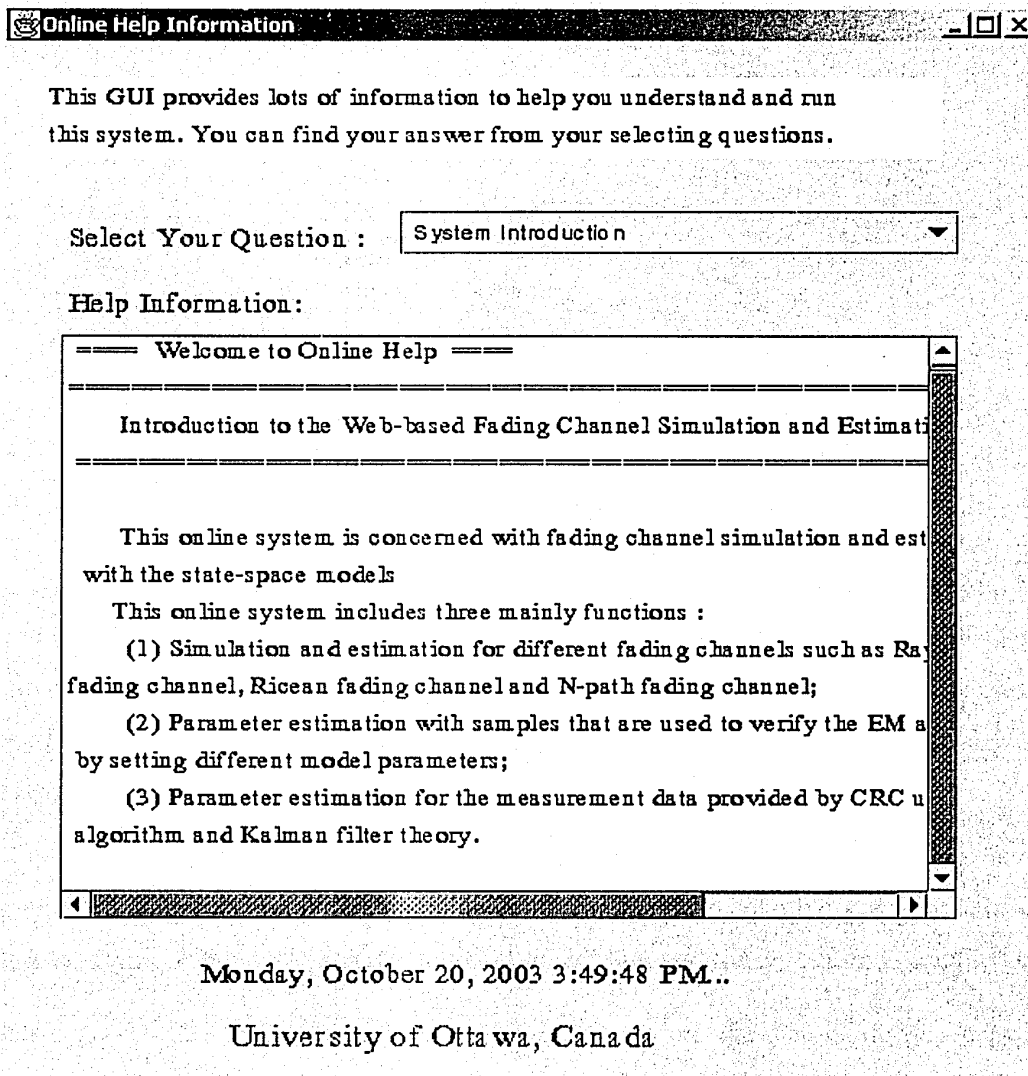 Online Help Information
This GUI provides lots of information to help you understand and run
this system. You can find your answer from your selecting questions.
Select Your Question :
System Introduction
Help Information:
==== Welcome to Online Help ====
Introduction to the Web-based Fading Channel Simulation and Estimati
This online system is concerned with fading channel simulation and est
with the state-space models
This online system includes three mainly functions :
(1) Simulation and estimation for different fading channels such as Ray
fading channel, Ricean fading channel and N-path fading channel;
(2) Parameter estimation with samples that are used to verify the EM a
by setting different model parameters;
(3) Parameter estimation for the measurement data provided by CRC u
algorithm and Kalman filter theory.
Monday, October 20, 2003 3:49:48 PM..
University of Ottawa, Canada